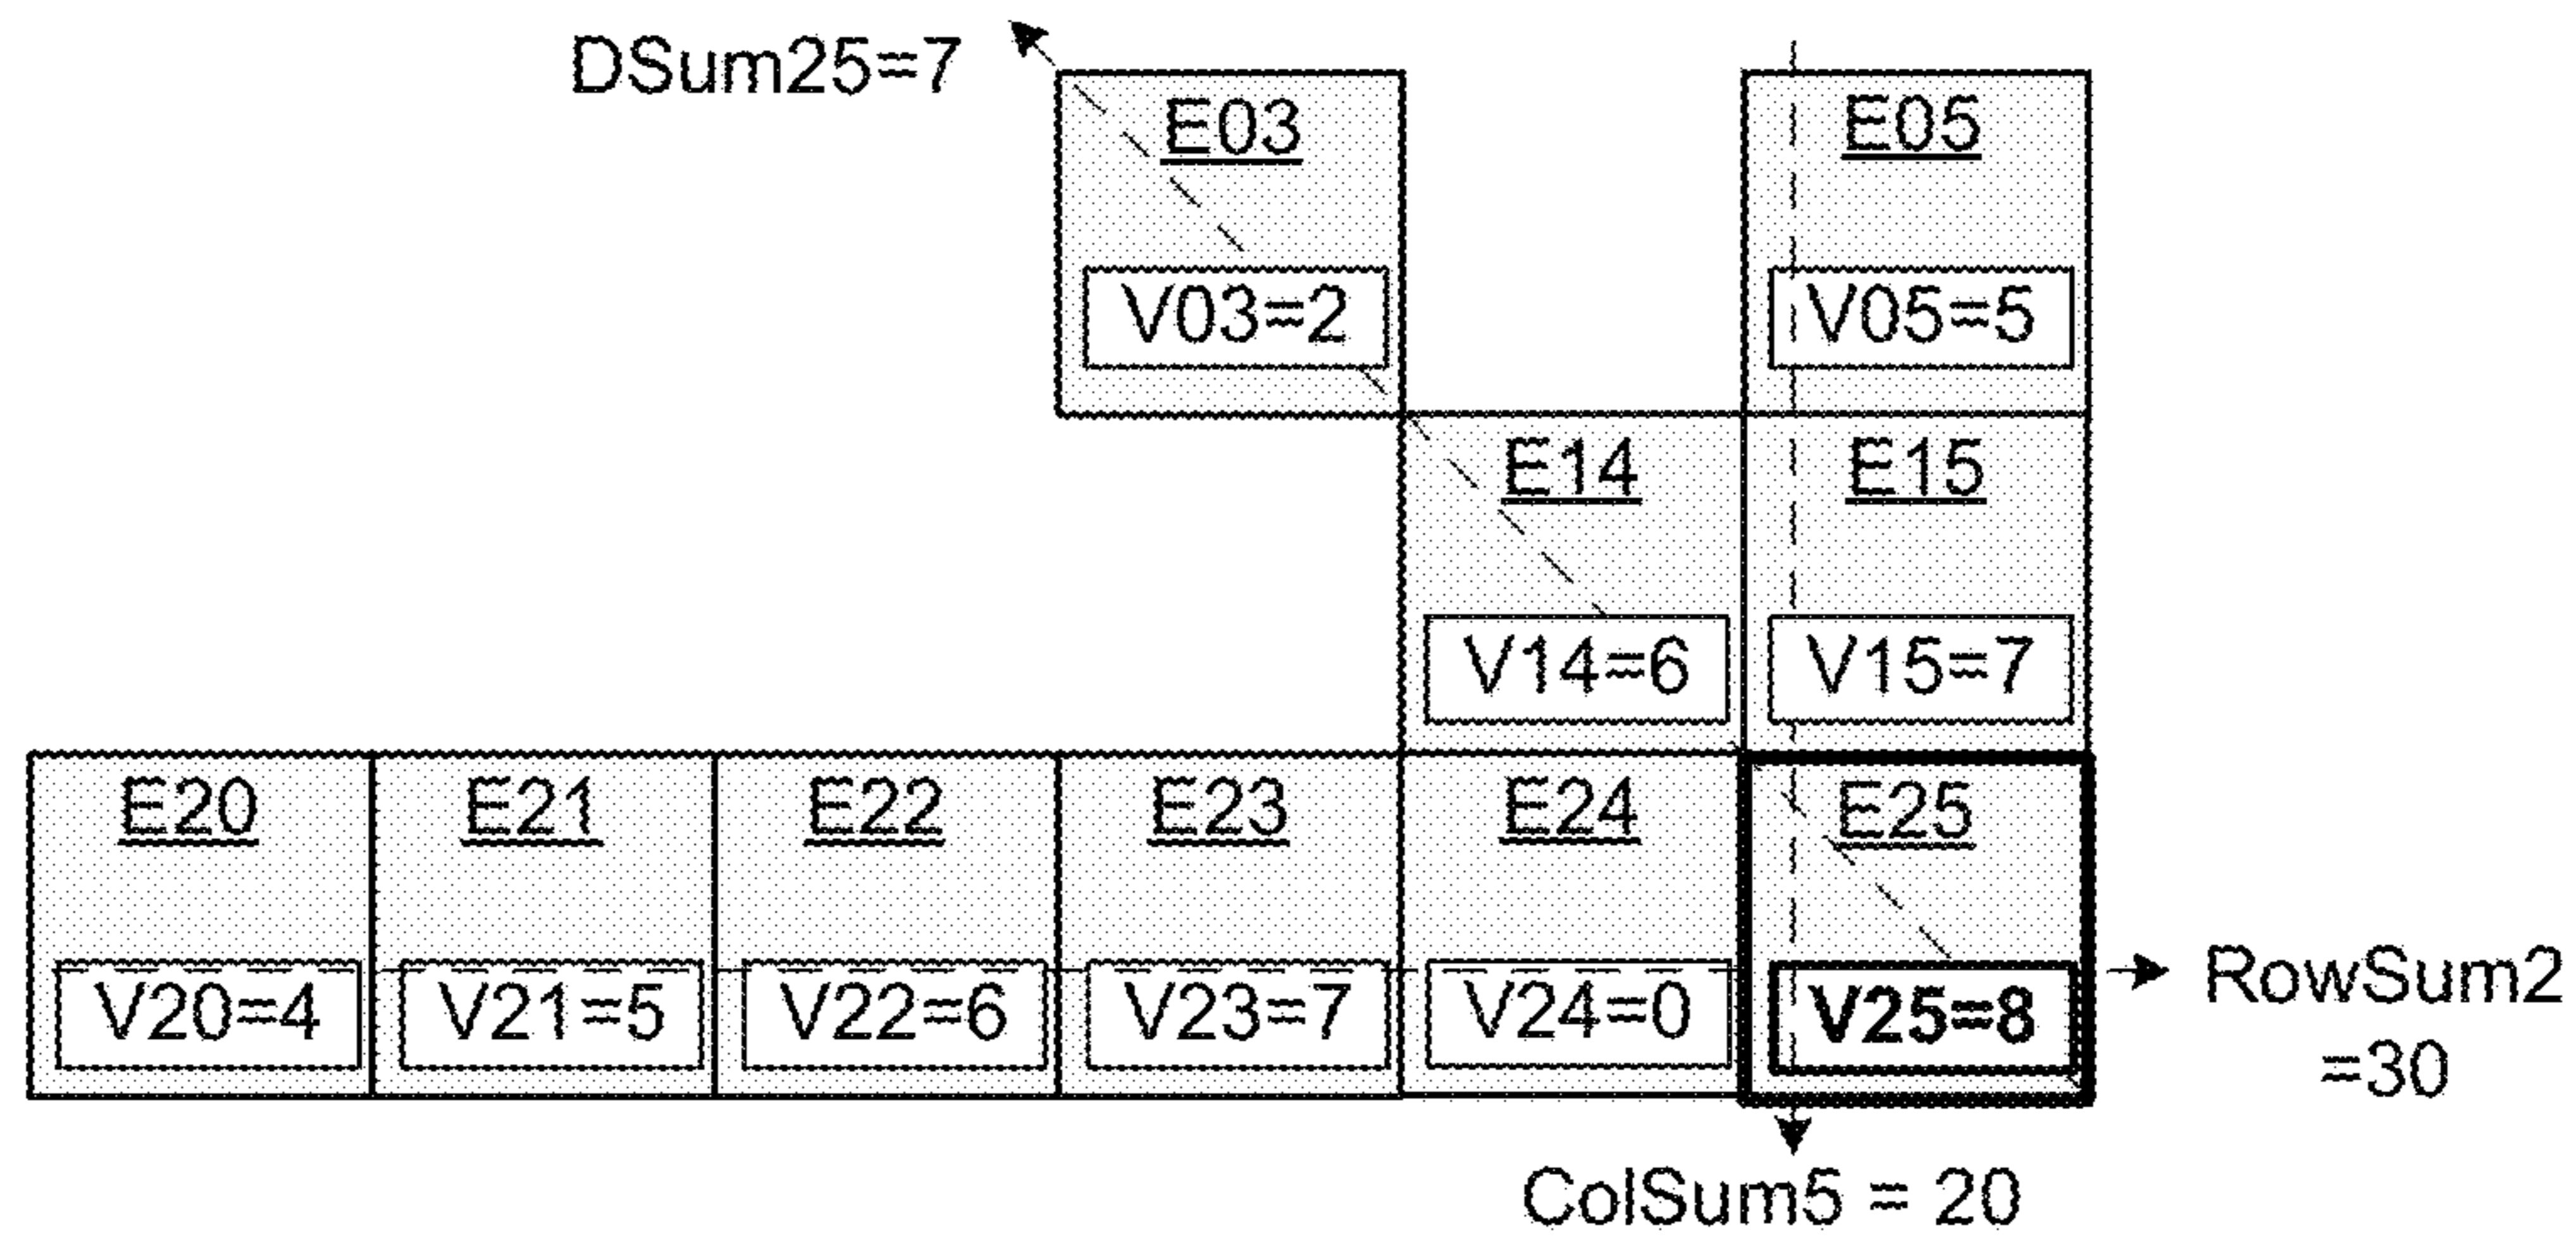 DSum25=7
E03
E05
V03=2
V05=5
E14
E15
V14=6
V15=7
E20
E21
E22
E23
E24
E25
V20=4
V21=5
V22=6
V23=7
V24=0
V25=8
RowSum2
=30
ColSum5 = 20